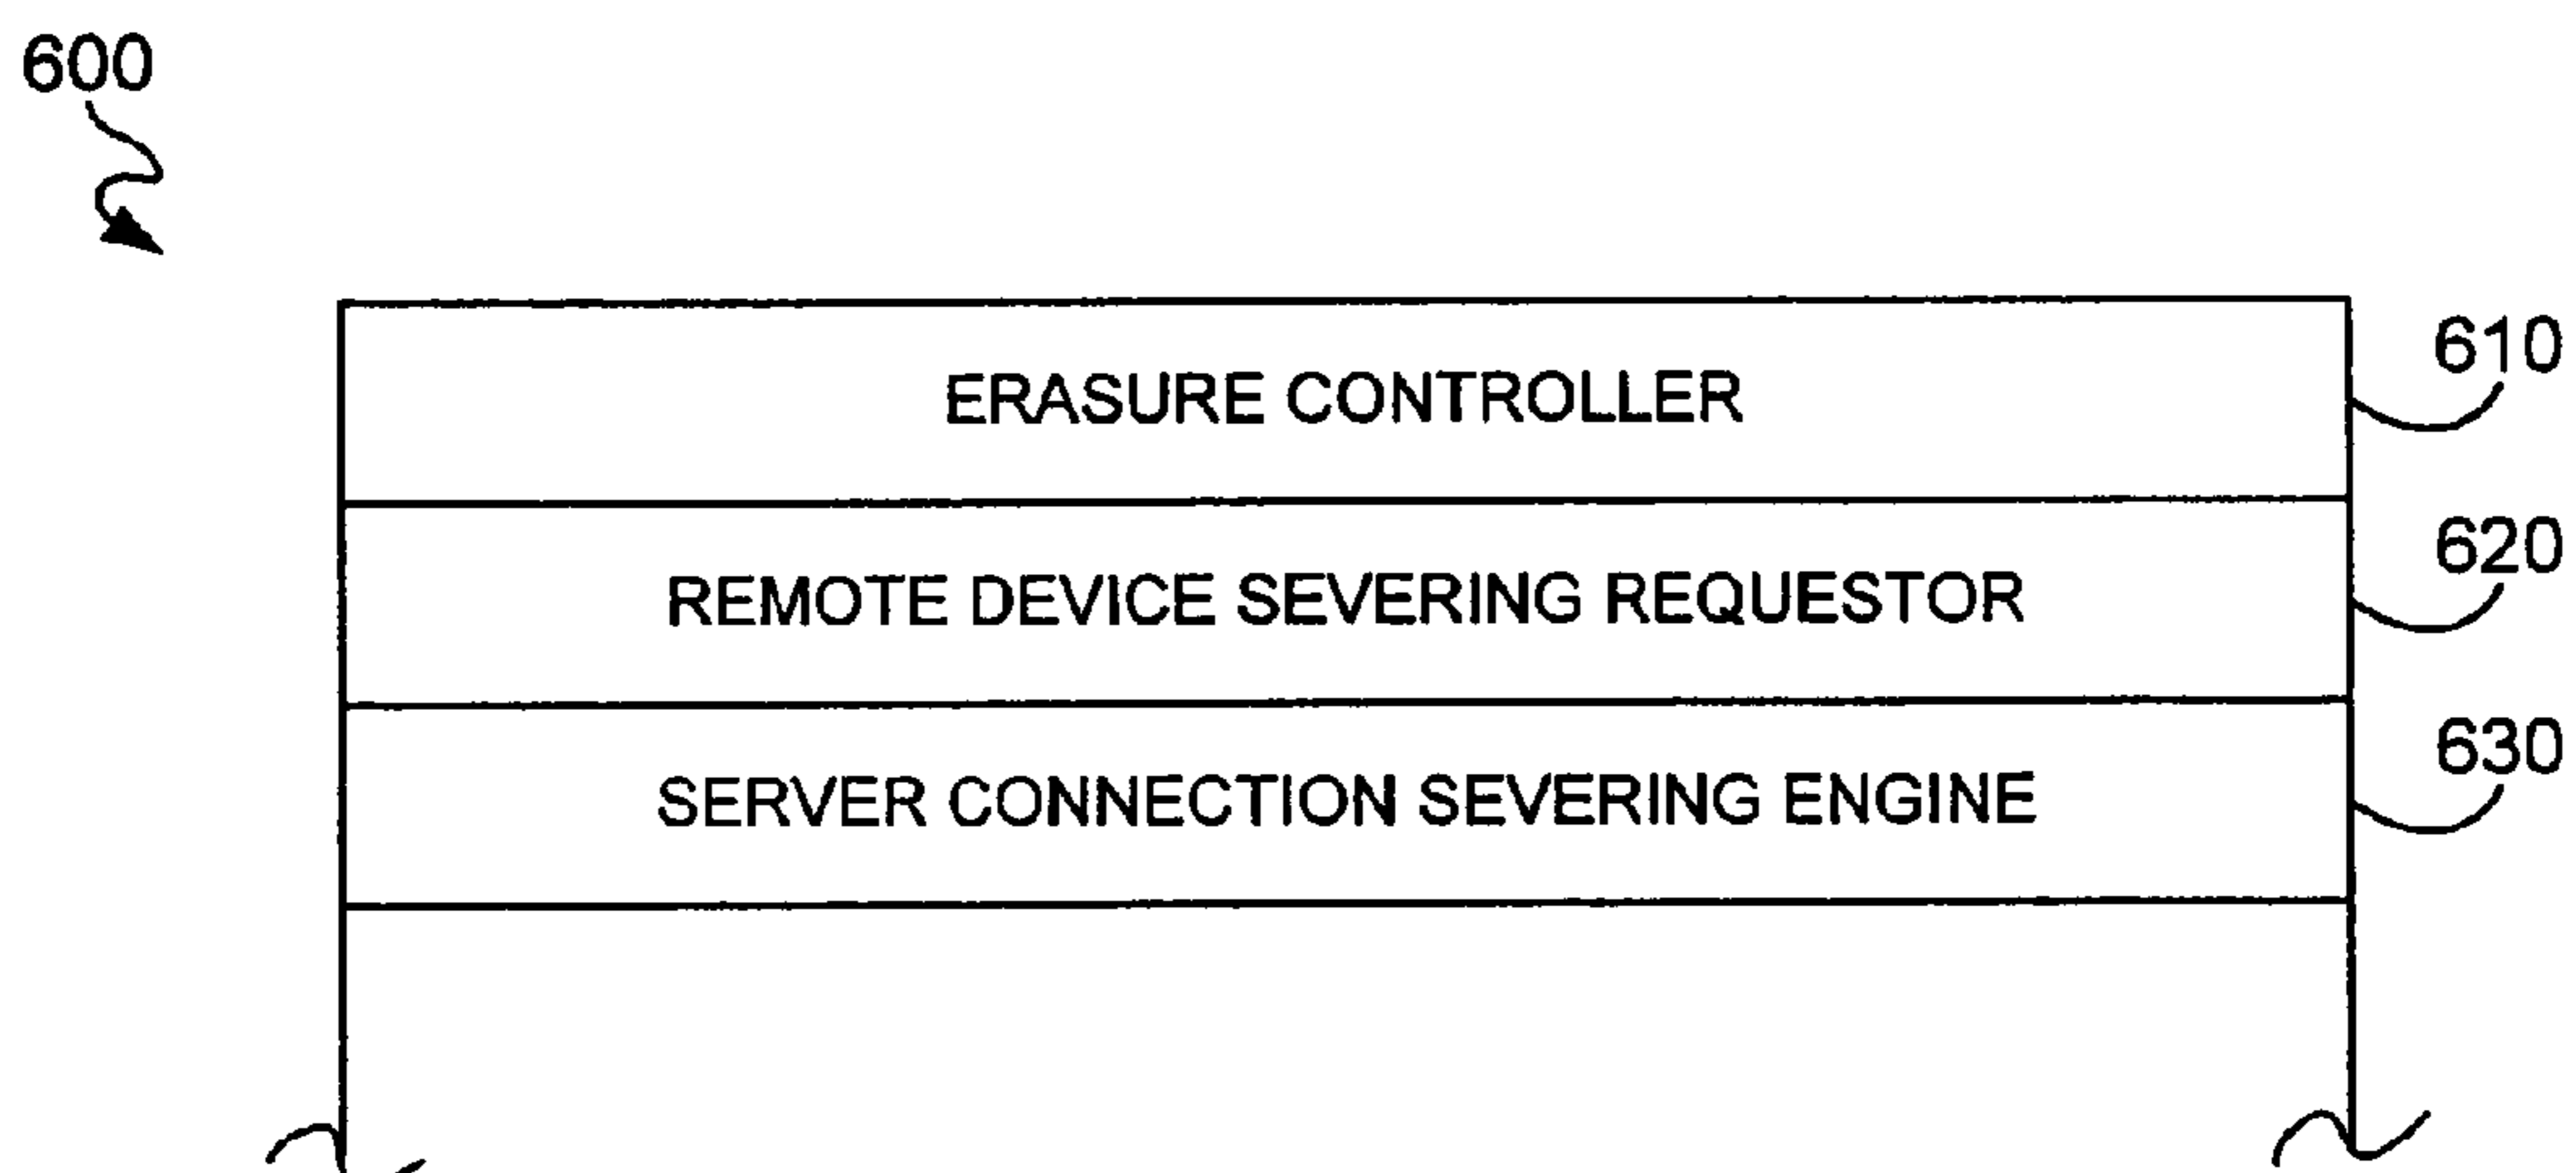 600
ERASURE CONTROLLER
610
REMOTE DEVICE SEVERING REQUESTOR
620
SERVER CONNECTION SEVERING ENGINE
630